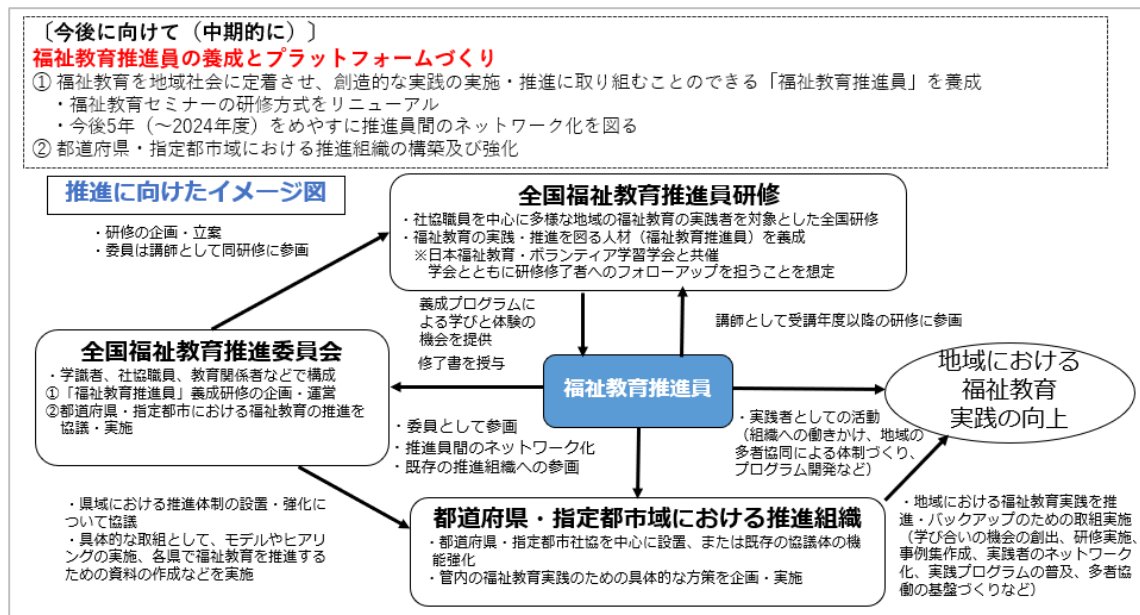 〔今後に向けて（中期的に）〕
福祉教育推進員の養成とプラットフォームづくり
① 福祉教育を地域社会に定着させ、創造的な実践の実施・推進に取り組むことのできる「福祉教育推進員」を養成
・福祉教育セミナーの研修方式をリニューアル
・今後5年（～2024年度）をめやすに推進員間のネットワーク化を図る
② 都道府県・指定都市域における推進組織の構築及び強化
推進に向けたイメージ図
・研修の企画・立案
・委員は講師として同研修に参画
全国福祉教育推進員研修
・社協職員を中心に多様な地域の福祉教育の実践者を対象とした全国研修
・福祉教育の実践・推進を図る人材（福祉教育推進員）を養成
※日本福祉教育・ボランティア学習学会と共催
学会とともに研修修了者へのフォローアップを担うことを想定
養成プログラムに
よる学びと体験の
機会を提供
修了書を授与
講師として受講年度以降の研修に参画
全国福祉教育推進委員会
・学識者、社協職員、教育関係者などで構成
①「福祉教育推進員」養成研修の企画・運営
②都道府県・指定都市における福祉教育の推進を
協議・実施
福祉教育推進員
地域における
福祉教育
実践の向上
・委員として参画
・推進員間のネットワーク化
・既存の推進組織への参画
・実践者としての活動
（組織への働きかけ、地域の
多者協同による体制づくり、
プログラム開発など）
・県域における推進体制の設置・強化に
ついて協議
・具体的な取組として、モデルやヒアリ
ングの実施、各県で福祉教育を推進する
ための資料の作成などを実施
都道府県・指定都市域における推進組織
・都道府県・指定都市社協を中心に設置、または既存の協議体の機
能強化
・管内の福祉教育実践のための具体的な方策を企画・実施
・地域における福祉教育実践を推
進・バックアップのための取組実施
（学び合いの機会の創出、研修実施、
事例集作成、実践者のネットワーク
化、実践プログラムの普及、多者協
働の基盤づくりなど）